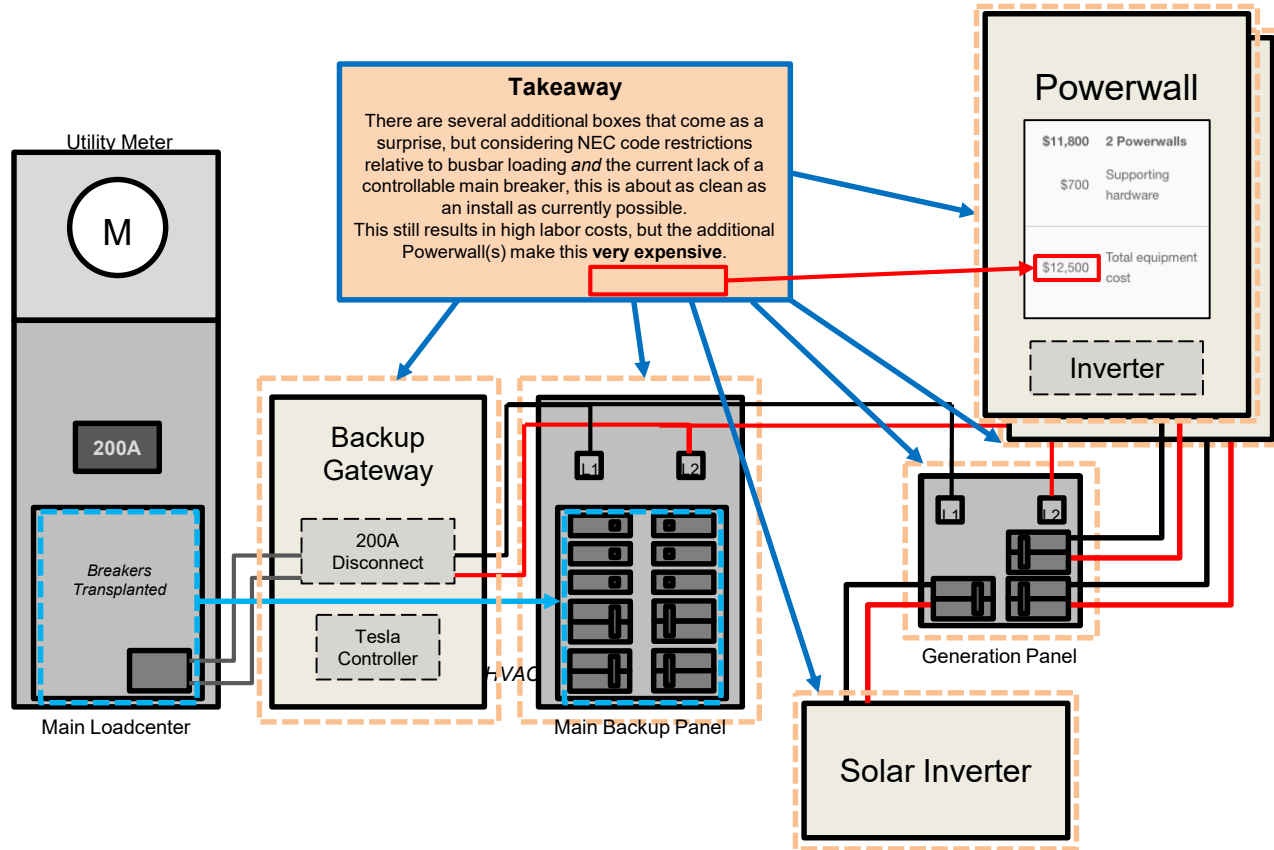 Takeaway
There are several additional boxes that come as a
surprise, but considering NEC code restrictions
relative to busbar loading and the current lack of a
controllable main breaker, this is about as clean as
an install as currently possible.
This still results in high labor costs, but the additional
Powerwall(s) make this very expensive.
Powerwall
$11,800 2 Powerwalls
$700 Supporting
hardware
$12,500 Total equipment
cost
Inverter
Utility Meter
M
200A
Breakers
Transplanted
Main Loadcenter
Backup
Gateway
200A
Disconnect
Tesla
Controller
HVAC
L1 L2
Main Backup Panel
L1 L2
Generation Panel
Solar Inverter